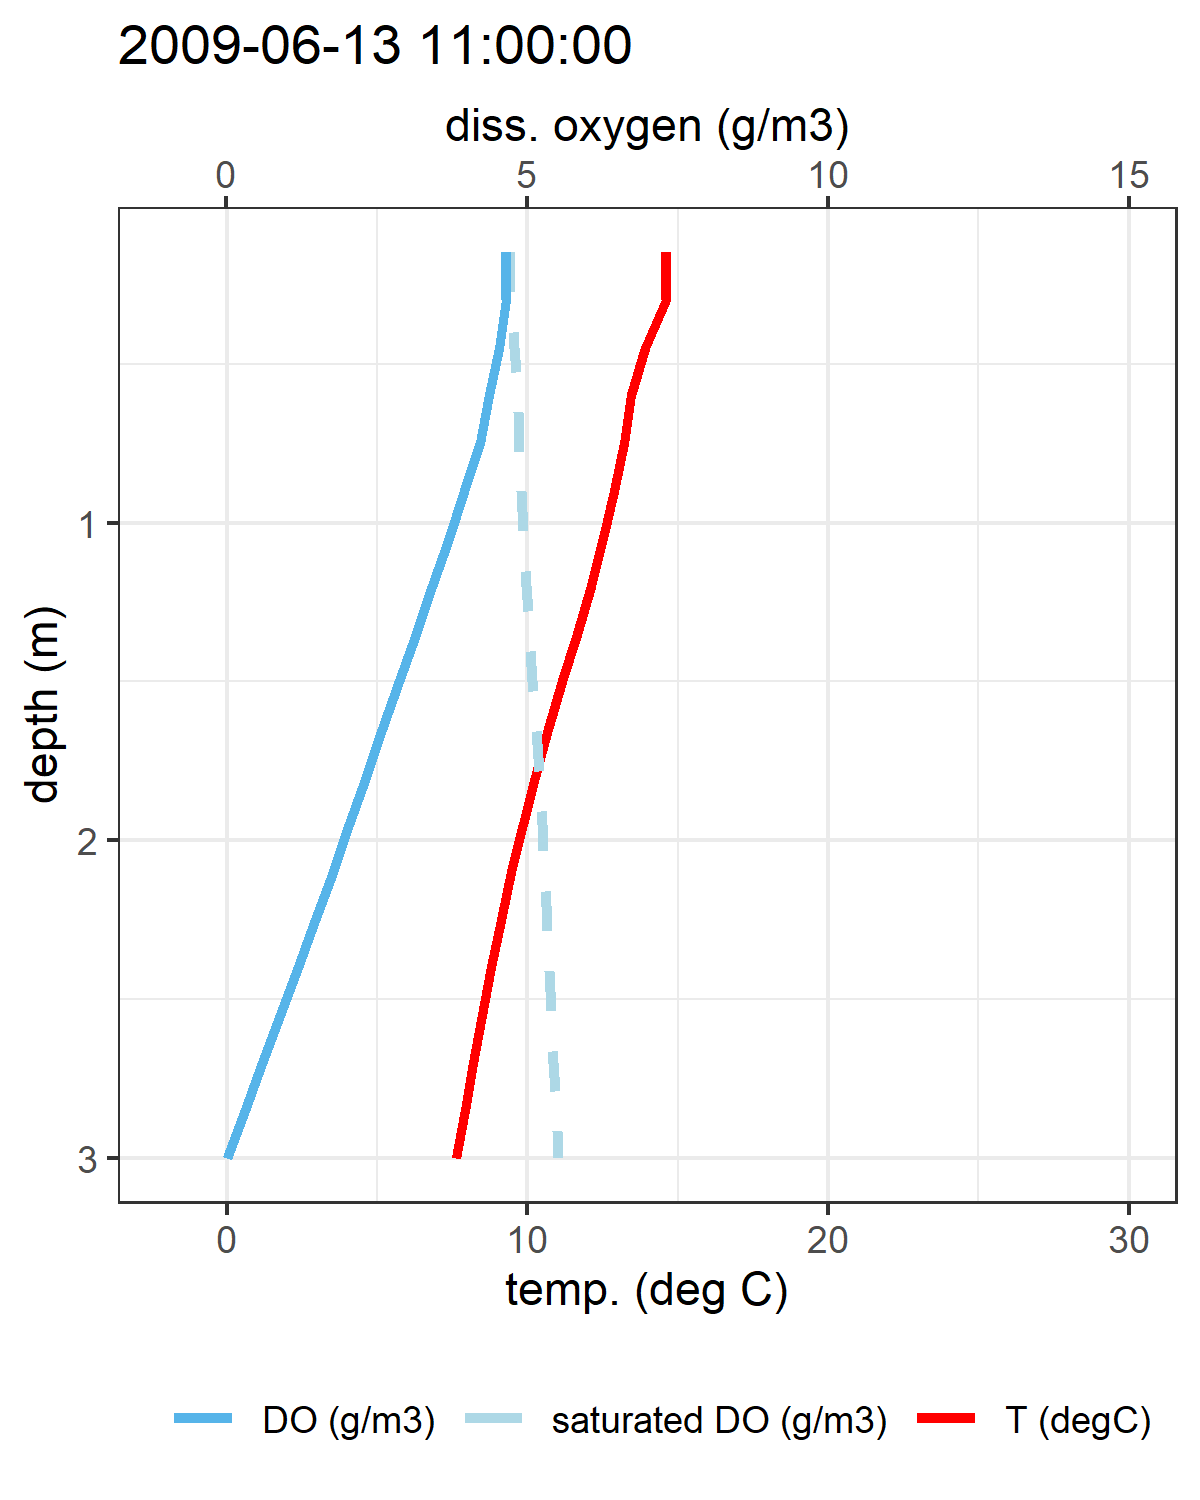 2009-06-13 11:00:00
diss. oxygen (g/m3)
0 5 10 15
depth (m)
1
2
3
0 10 20 30
temp. (deg C)
DO (g/m3) saturated DO (g/m3) T (degC)